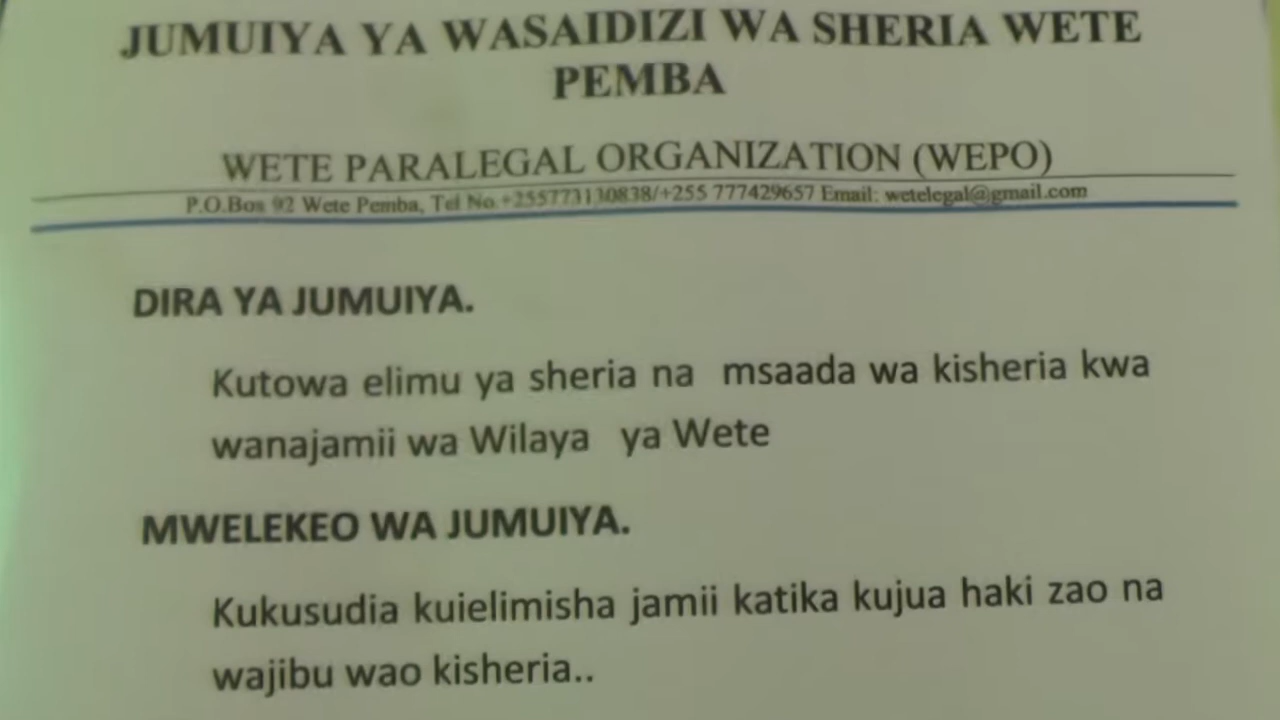 JUMUIYA YA WASAIDIZI WA SHERIA WETE
PEMBA
WETE PARALEGAL ORGANIZATION (WEPO)
P.O.Box 92 Wete Pemba, Tel No.+255773130838/+255 777429657 Email: wetelegal@gmail.com
DIRA YA JUMUIYA.
Kutowa elimu ya sheria na msaada wa kisheria kwa
wanajamii wa Wilaya ya Wete
MWELEKEO WA JUMUIYA.
Kukusudia kuielimisha jamii katika kujua haki zao na
wajibu wao kisheria..